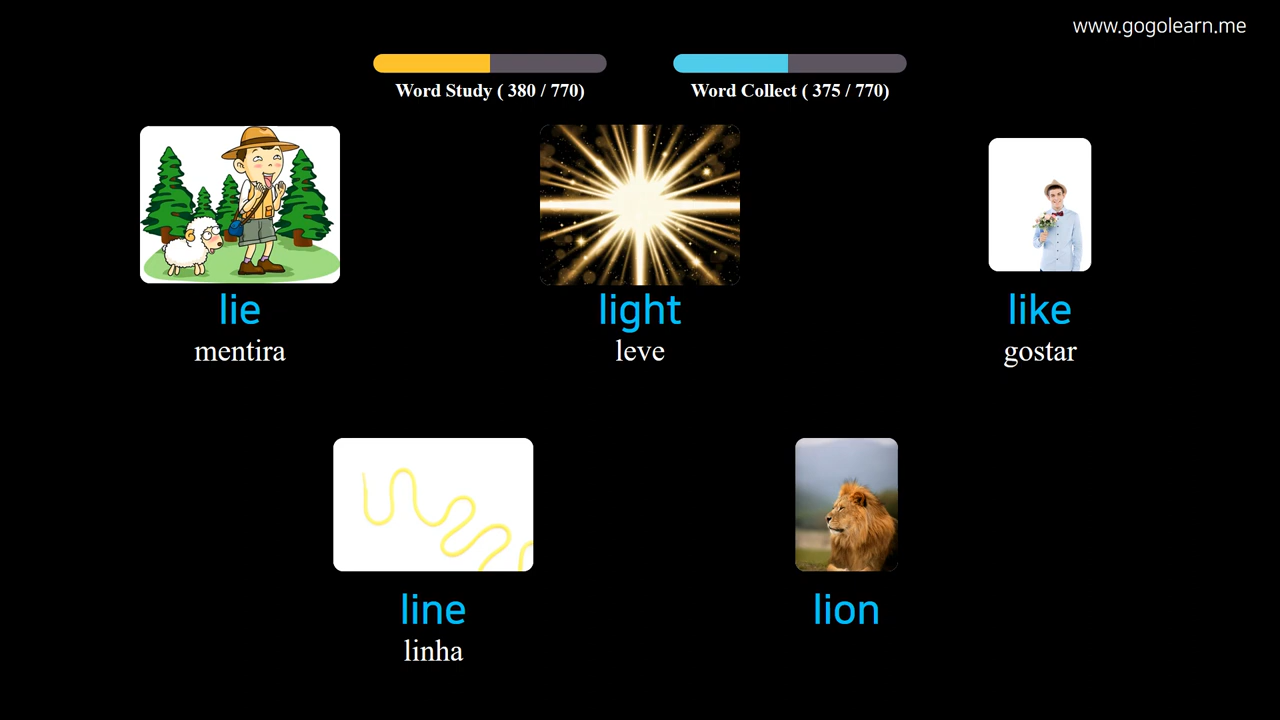 www.gogolearn.me
Word Study ( 380 / 770)
Word Collect ( 375 / 770)
lie
mentira
light
leve
like
gostar
line
linha
lion